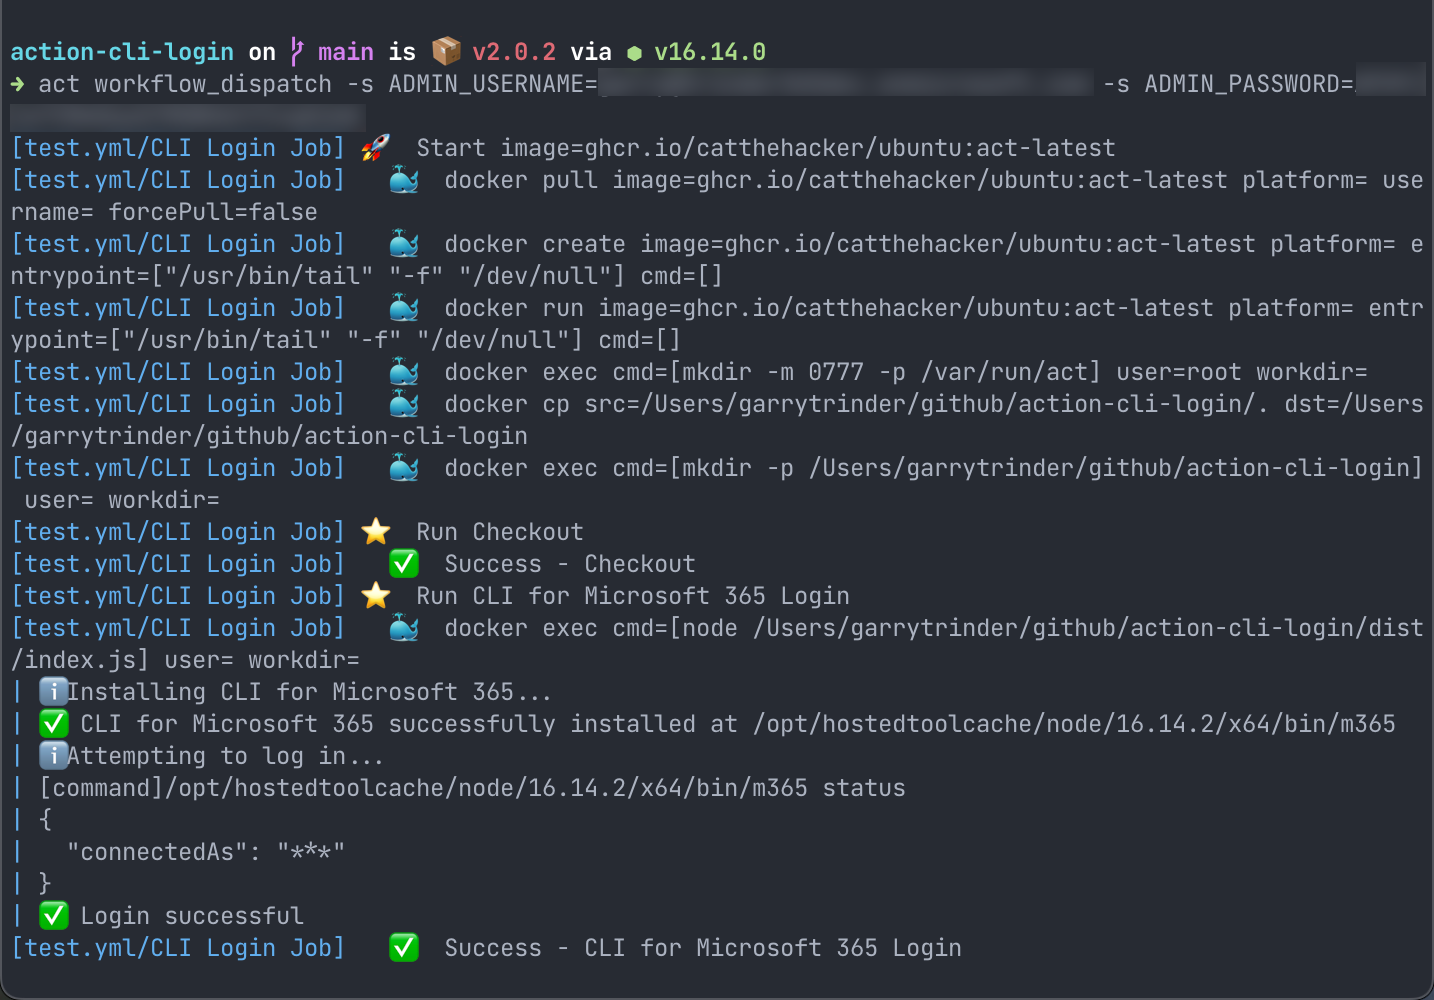 action-cli-login on main is 📦 v2.0.2 via ⬢ v16.14.0
➜ act workflow_dispatch -s ADMIN_USERNAME= -s ADMIN_PASSWORD=
[test.yml/CLI Login Job] 🚀  Start image=ghcr.io/catthehacker/ubuntu:act-latest
[test.yml/CLI Login Job]   🐳  docker pull image=ghcr.io/catthehacker/ubuntu:act-latest platform= use
rname= forcePull=false
[test.yml/CLI Login Job]   🐳  docker create image=ghcr.io/catthehacker/ubuntu:act-latest platform= e
ntrypoint=["/usr/bin/tail" "-f" "/dev/null"] cmd=[]
[test.yml/CLI Login Job]   🐳  docker run image=ghcr.io/catthehacker/ubuntu:act-latest platform= entr
ypoint=["/usr/bin/tail" "-f" "/dev/null"] cmd=[]
[test.yml/CLI Login Job]   🐳  docker exec cmd=[mkdir -m 0777 -p /var/run/act] user=root workdir=
[test.yml/CLI Login Job]   🐳  docker cp src=/Users/garrytrinder/github/action-cli-login/. dst=/Users
/garrytrinder/github/action-cli-login
[test.yml/CLI Login Job]   🐳  docker exec cmd=[mkdir -p /Users/garrytrinder/github/action-cli-login]
 user= workdir=
[test.yml/CLI Login Job] ⭐  Run Checkout
[test.yml/CLI Login Job]   ✅  Success - Checkout
[test.yml/CLI Login Job] ⭐  Run CLI for Microsoft 365 Login
[test.yml/CLI Login Job]   🐳  docker exec cmd=[node /Users/garrytrinder/github/action-cli-login/dist
/index.js] user= workdir=
| ℹ️Installing CLI for Microsoft 365...
| ✅ CLI for Microsoft 365 successfully installed at /opt/hostedtoolcache/node/16.14.2/x64/bin/m365
| ℹ️Attempting to log in...
| [command]/opt/hostedtoolcache/node/16.14.2/x64/bin/m365 status
| {
|   "connectedAs": "***"
| }
| ✅ Login successful
[test.yml/CLI Login Job]   ✅  Success - CLI for Microsoft 365 Login